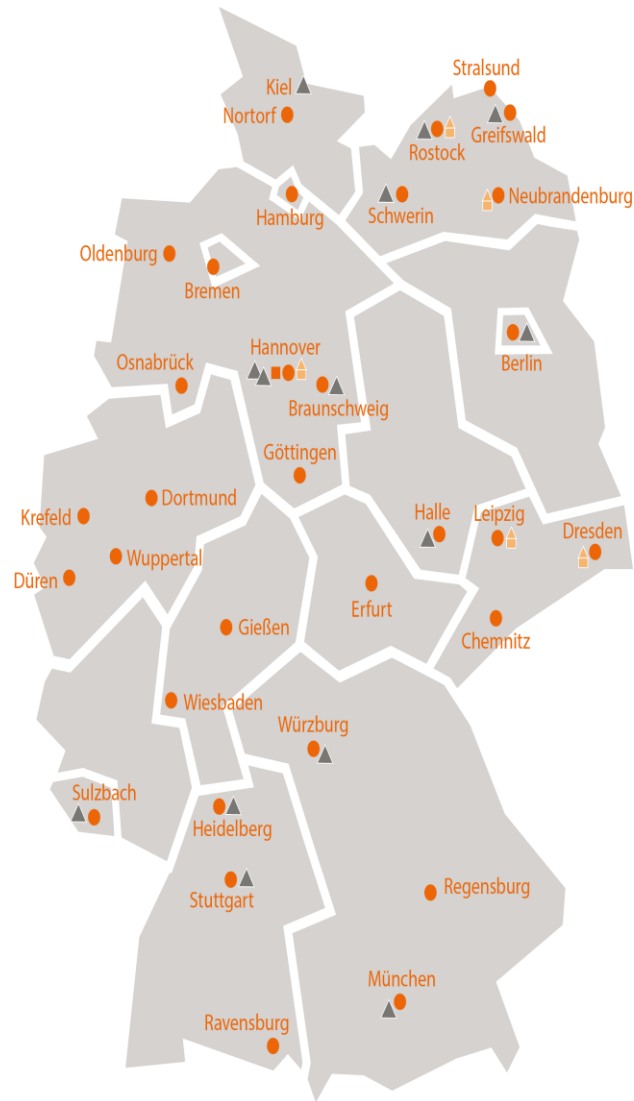 Stralsund
Kiel
Nortorf
Greifswald
Rostock
Neubrandenburg
Schwerin
Hamburg
Oldenburg
Bremen
Hannover
Berlin
Osnabrück
Braunschweig
Göttingen
Dortmund
Krefeld
Halle
Leipzig
Dresden
Wuppertal
Düren
Erfurt
Gießen
Chemnitz
Wiesbaden
Würzburg
Sulzbach
Heidelberg
Regensburg
Stuttgart
München
Ravensburg